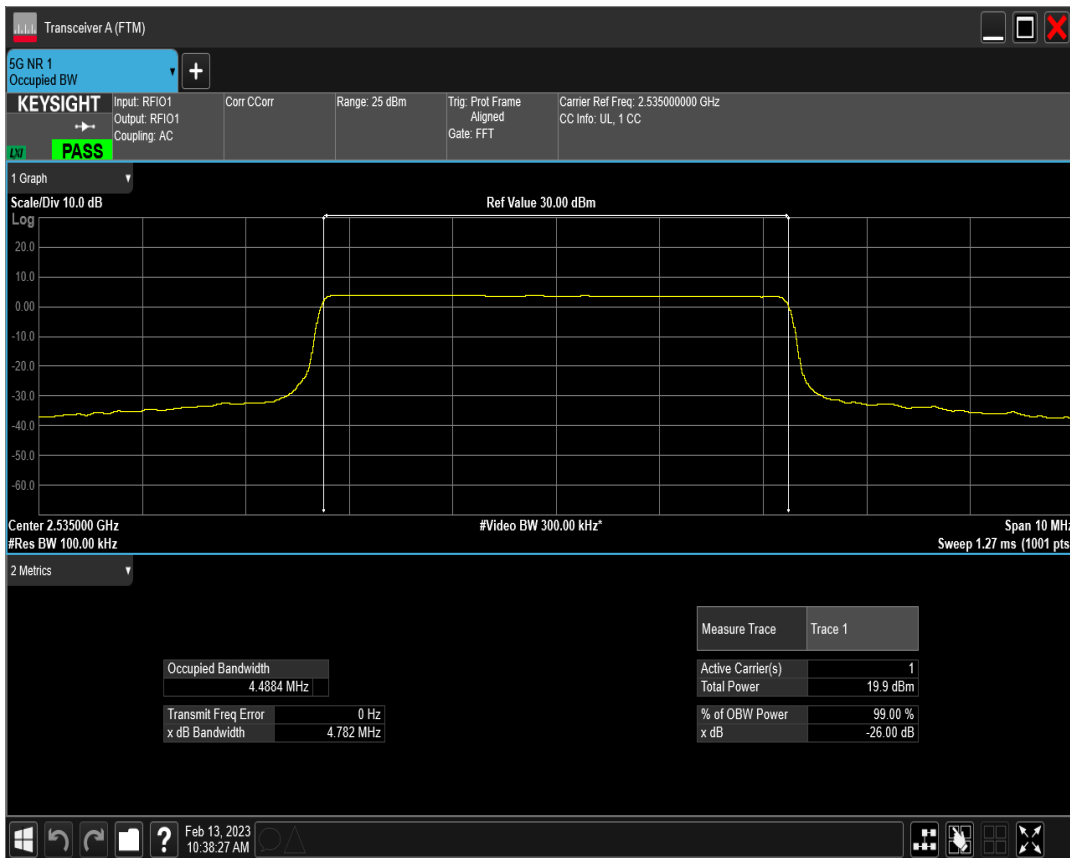 Transceiver A (FTM)
5G NR 1
Occupied BW
+
KEYSIGHT
LXI
PASS
Input: RFIO1
Output: RFIO1
Coupling: AC
Corr CCorr
Range: 25 dBm
Trig: Prot Frame
Aligned
Gate: FFT
Carrier Ref Freq: 2.535000000 GHz
CC Info: UL, 1 CC
1 Graph
Scale/Div 10.0 dB
Ref Value 30.00 dBm
Log
20.0
10.0
0.00
-10.0
-20.0
-30.0
-40.0
-50.0
-60.0
Center 2.535000 GHz
#Video BW 300.00 kHz*
Span 10 MHz
#Res BW 100.00 kHz
Sweep 1.27 ms (1001 pts
2 Metrics
Measure Trace Trace 1
Occupied Bandwidth
4.4884 MHz
Active Carrier(s) 1
Total Power 19.9 dBm
Transmit Freq Error 0 Hz
x dB Bandwidth 4.782 MHz
% of OBW Power 99.00 %
x dB -26.00 dB
?
Feb 13, 2023
10:38:27 AM